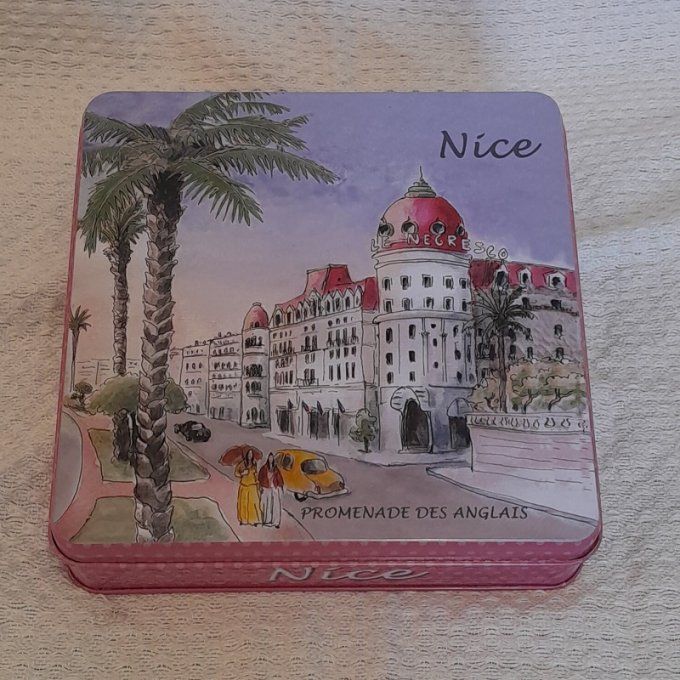 Nice
LE NEGRESCO
PROMENADE DES ANGLAIS
Nice